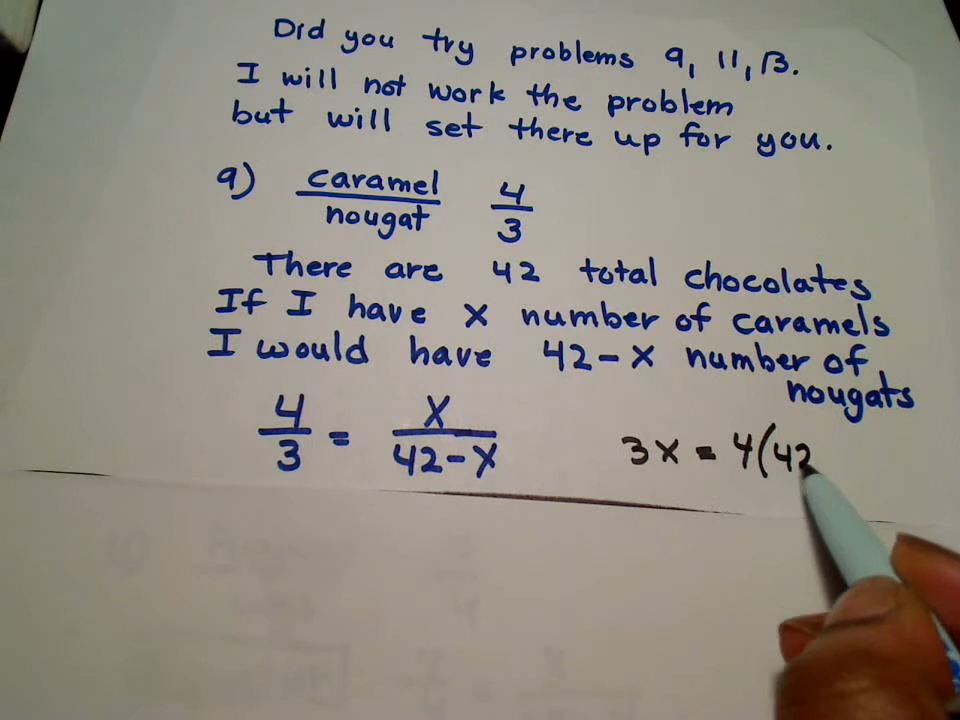 Did you try problems 9, 11, 13.
I will not work the problem
but will set there up for you.
9) caramel/nougat 4/3
There are 42 total chocolates
If I have x number of caramels
I would have 42-x number of
nougats
4/3 = x/42-x 3x = 4(42